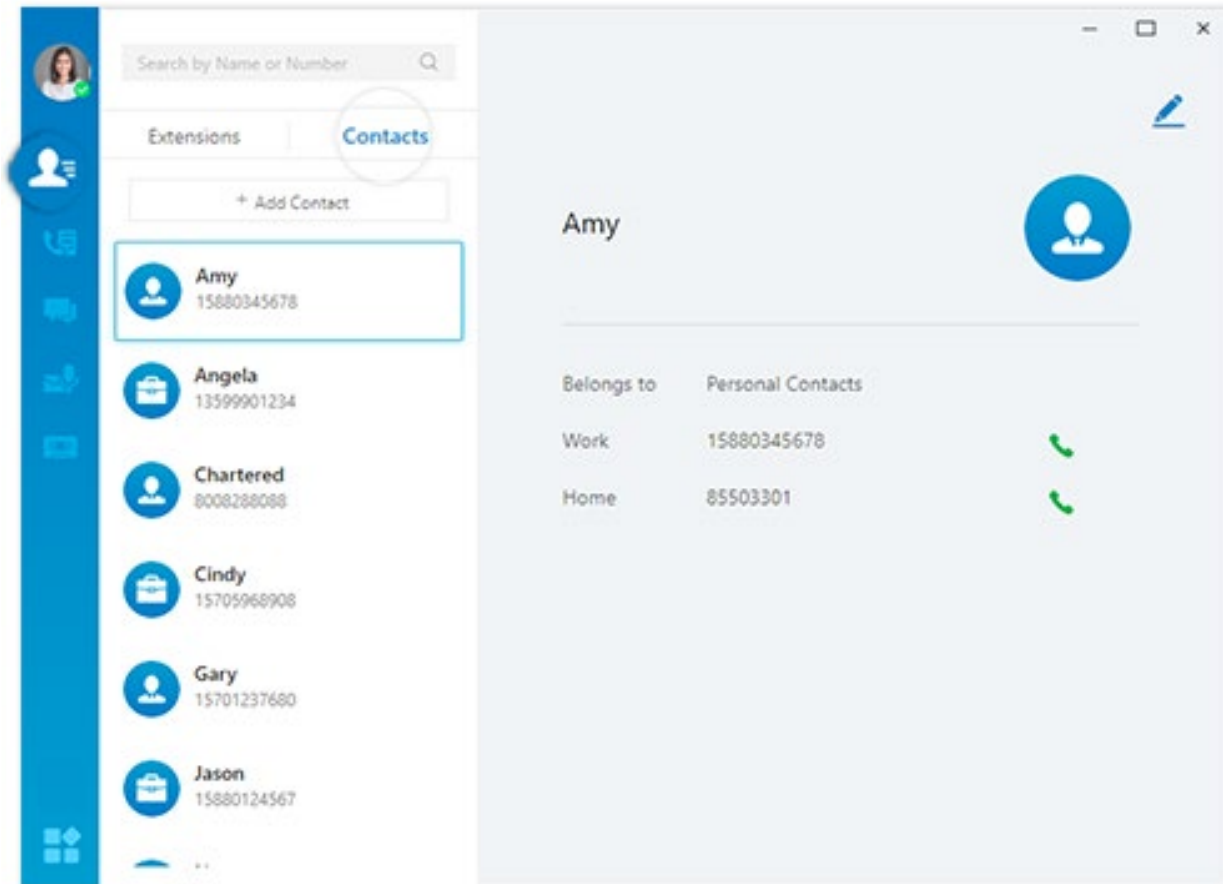 Search by Name or Number
Extensions
Contacts
+ Add Contact
Amy
15880345678
Angela
13599901234
Chartered
8008288088
Cindy
15705968908
Gary
15701237680
Jason
15880124567
Amy
Belongs to Personal Contacts
Work 15880345678
Home 85503301